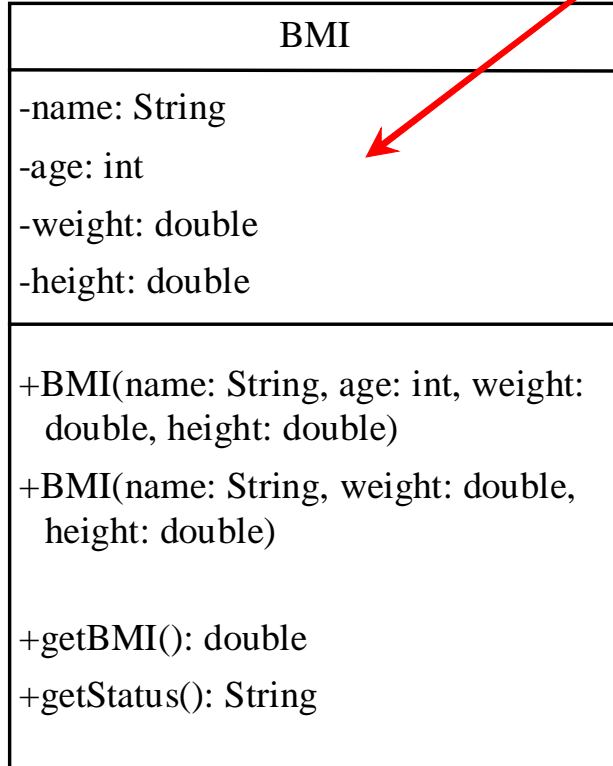 BMI
-name: String
-age: int
-weight: double
-height: double
+BMI(name: String, age: int, weight:
double, height: double)
+BMI(name: String, weight: double,
height: double)
+getBMI(): double
+getStatus(): String